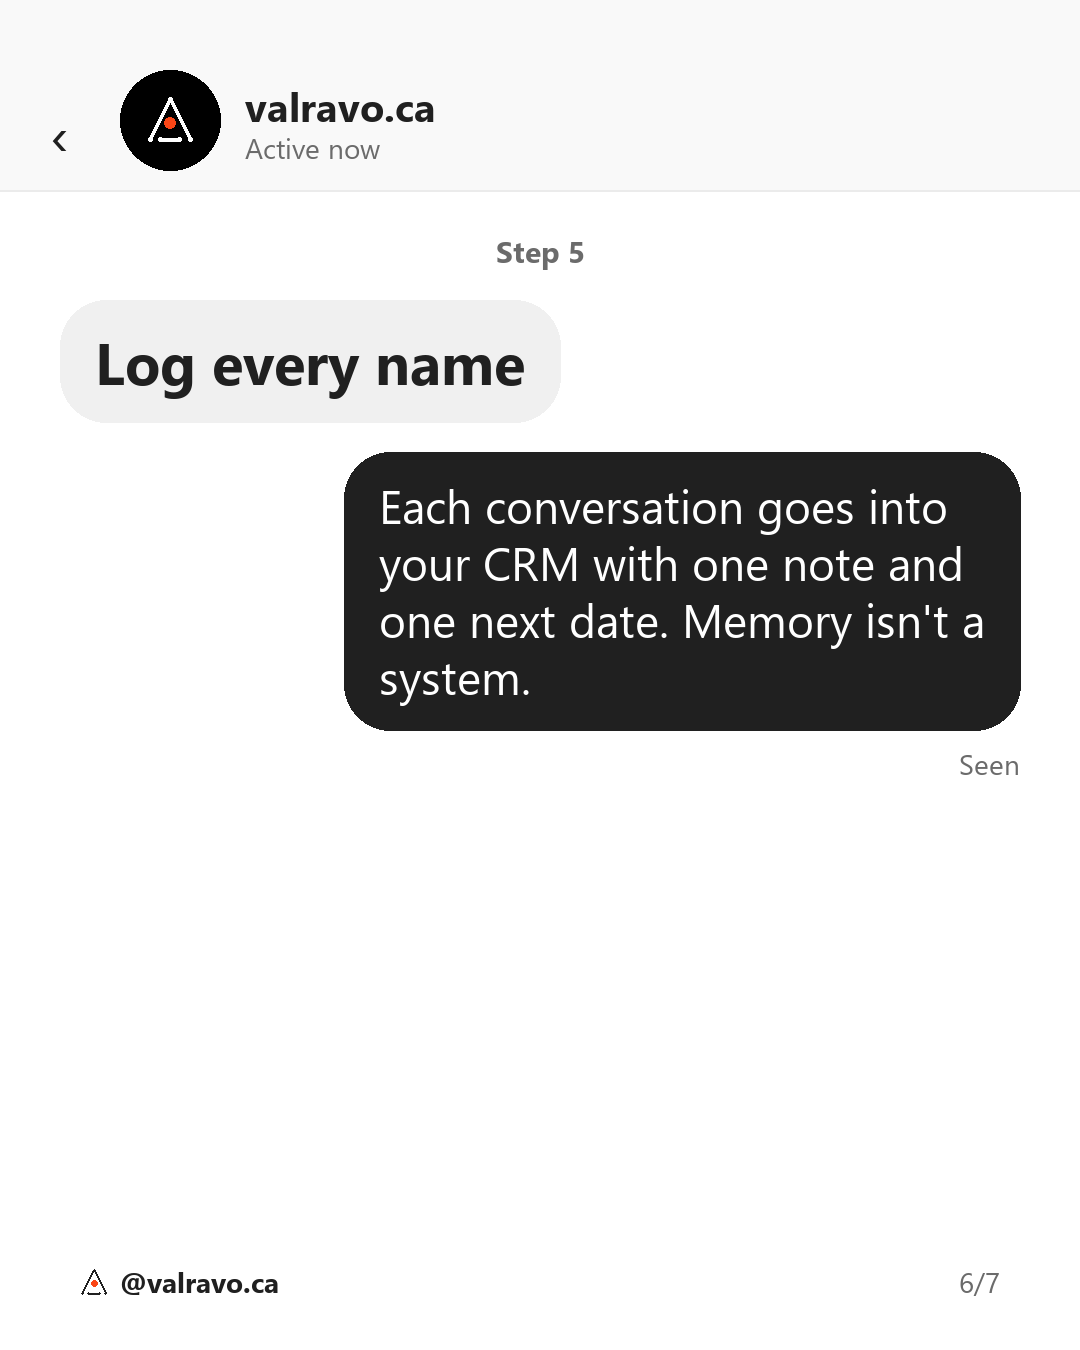 ‹
valravo.ca
Active now
Step 5
Log every name
Each conversation goes into
your CRM with one note and
one next date. Memory isn't a
system.
Seen
@valravo.ca
6/7